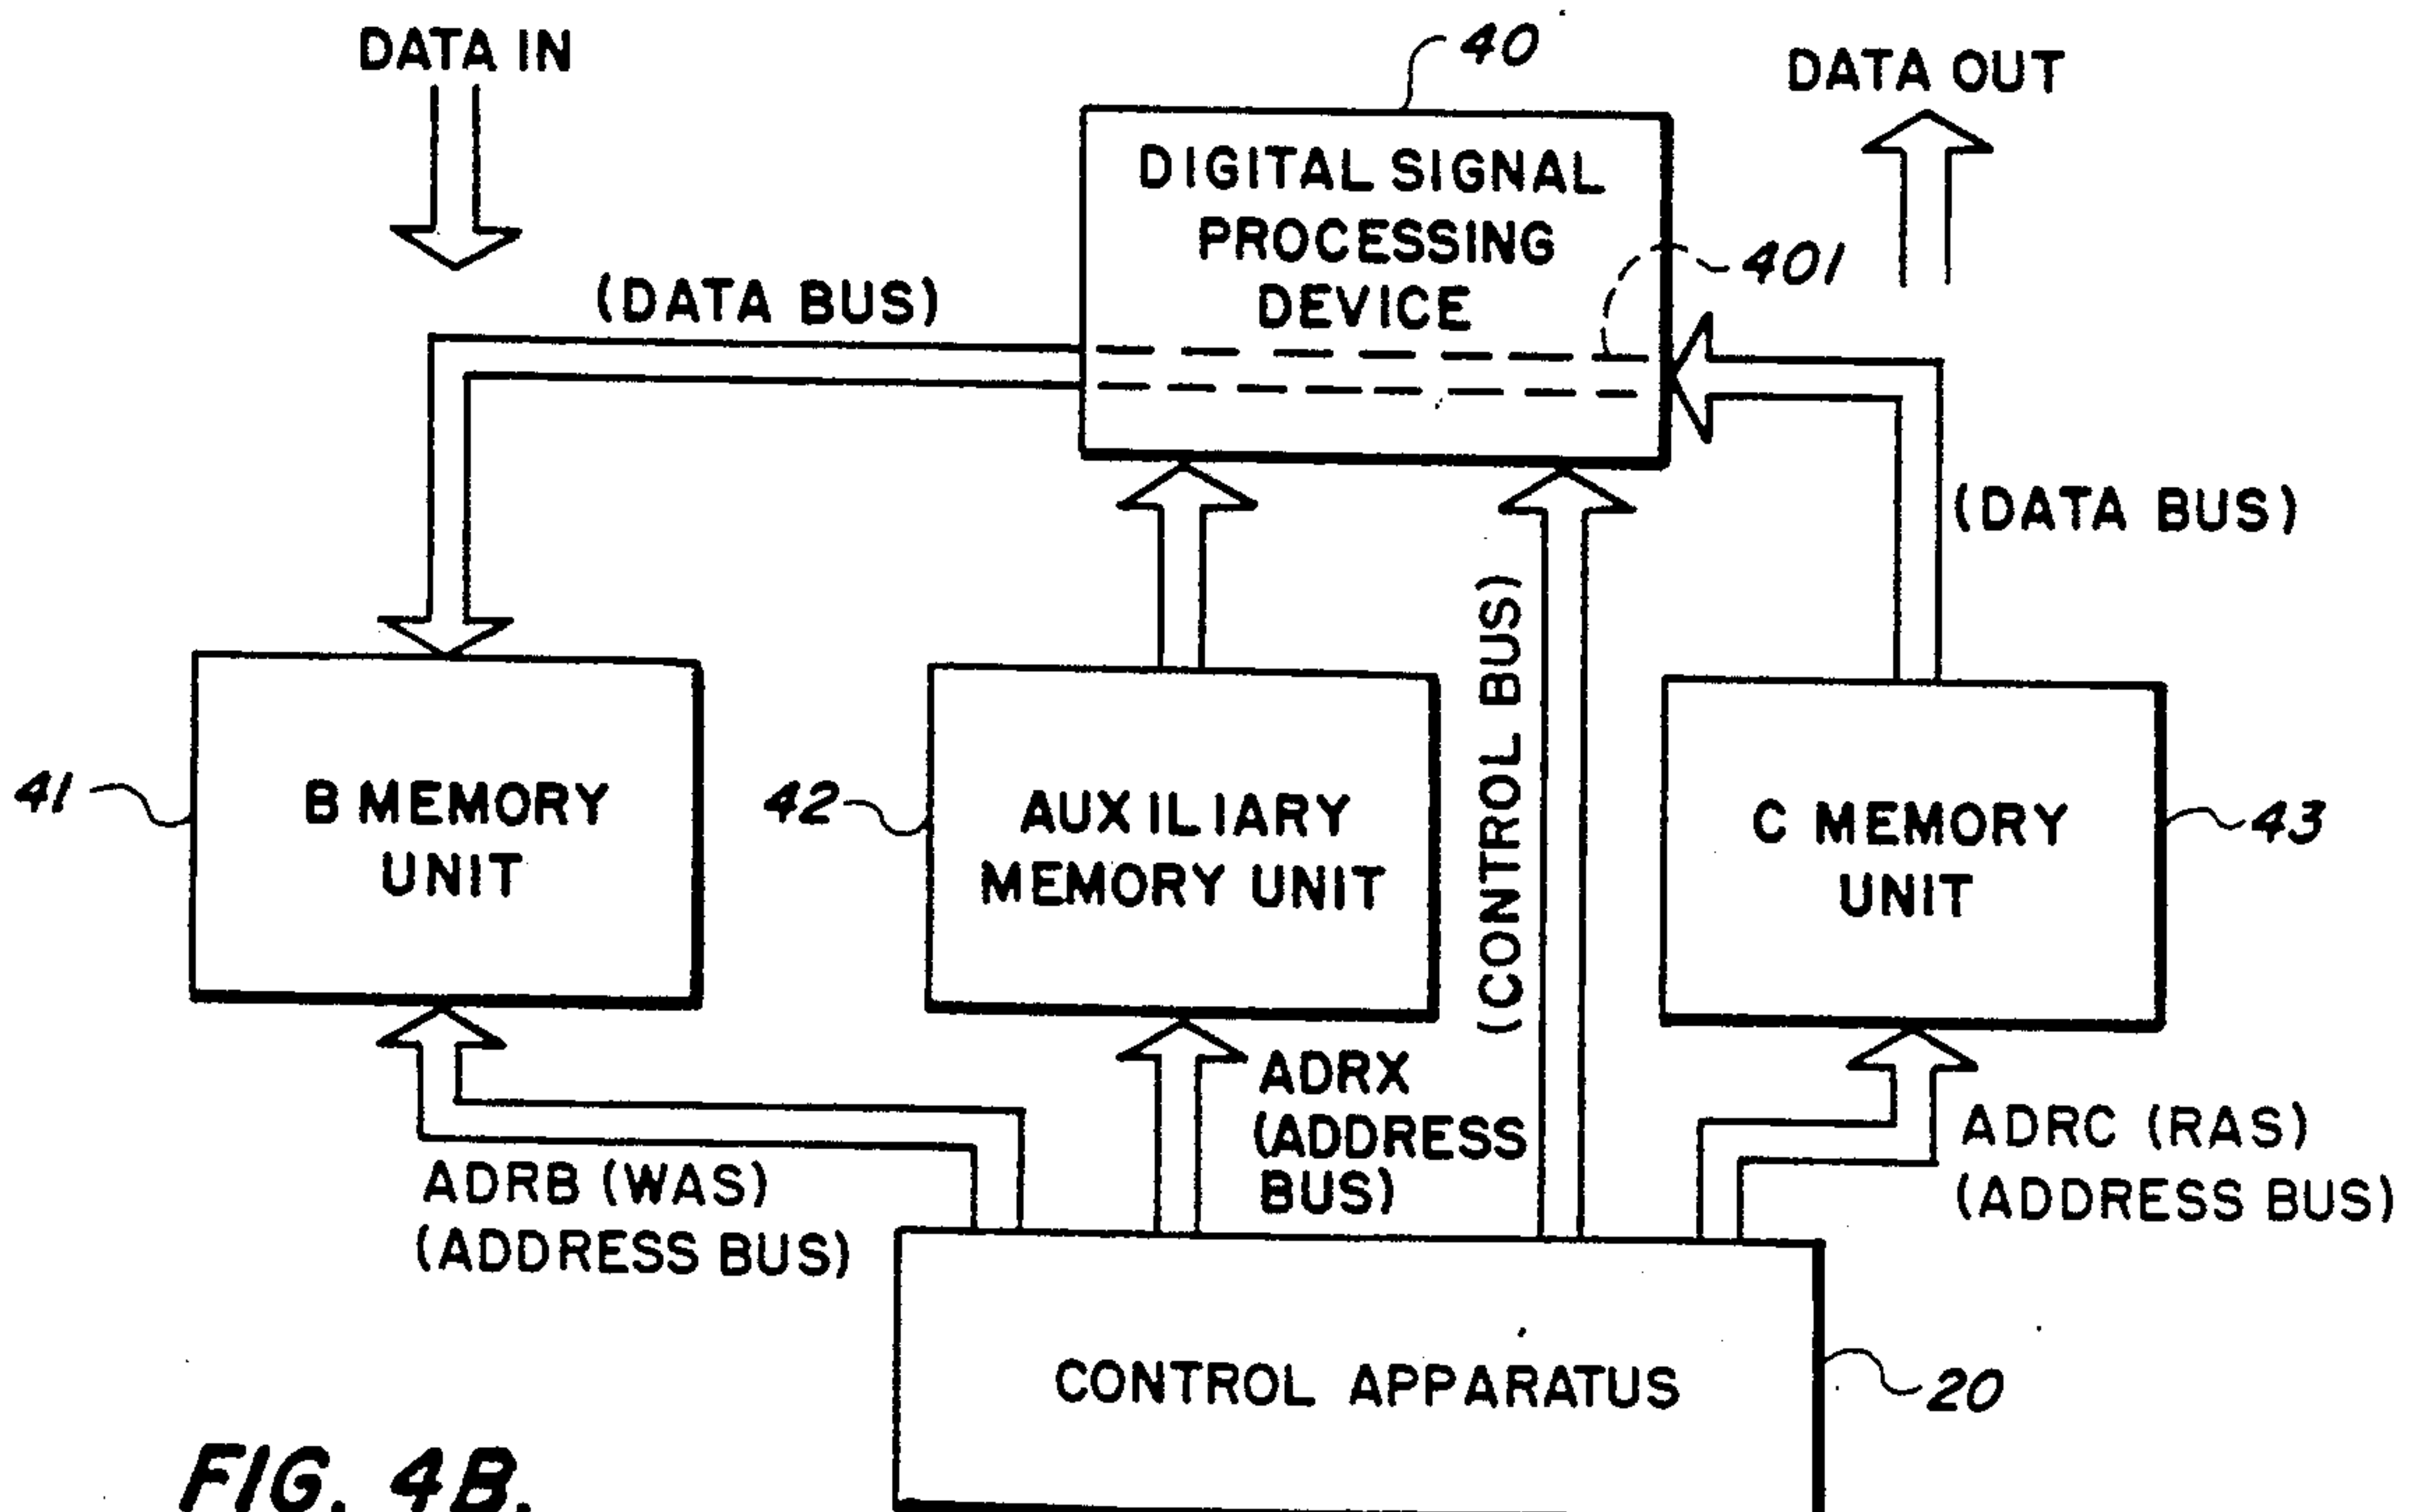 DATA IN
40
DATA OUT
DIGITAL SIGNAL
PROCESSING
DEVICE
401
(DATA BUS)
(DATA BUS)
(CONTROL BUS)
41
B MEMORY
UNIT
42
AUXILIARY
MEMORY UNIT
C MEMORY
UNIT
43
ADRX
(ADDRESS
BUS)
ADRB (WAS)
(ADDRESS BUS)
ADRC (RAS)
(ADDRESS BUS)
CONTROL APPARATUS
20
FIG. 4B.